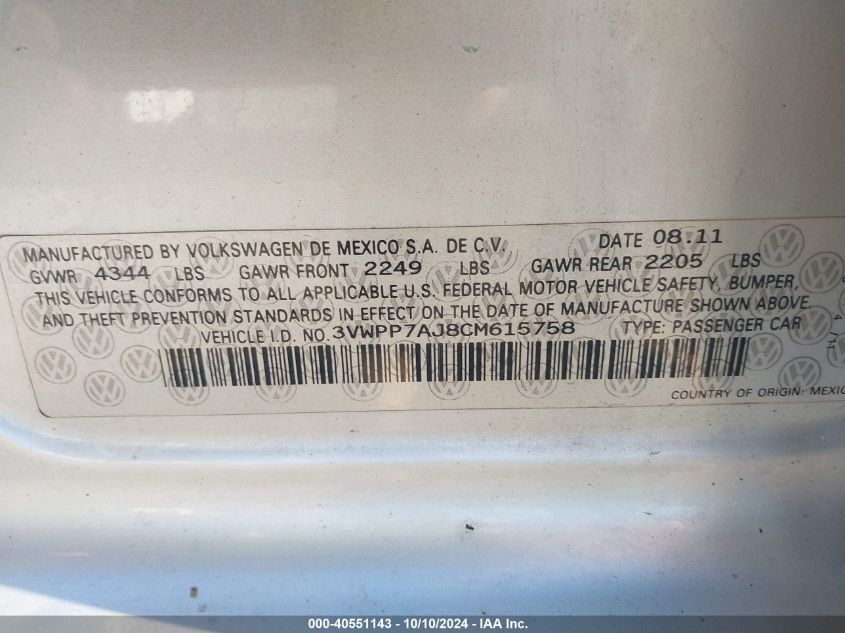 MANUFACTURED BY VOLKSWAGEN DE MEXICO S.A. DE C.V. DATE 08:11
GVWR 4344 LBS GAWR FRONT 2249 LBS GAWR REAR 2205 LBS
THIS VEHICLE CONFORMS TO ALL APPLICABLE U.S. FEDERAL MOTOR VEHICLE SAFETY, BUMPER,
AND THEFT PREVENTION STANDARDS IN EFFECT ON THE DATE OF MANUFACTURE SHOWN ABOVE.
VEHICLE I.D. NO. 3VWPP7AJ8CM615758 TYPE: PASSENGER CAR
COUNTRY OF ORIGIN: MEXIC
000-40551143 - 10/10/2024 - IAA Inc.